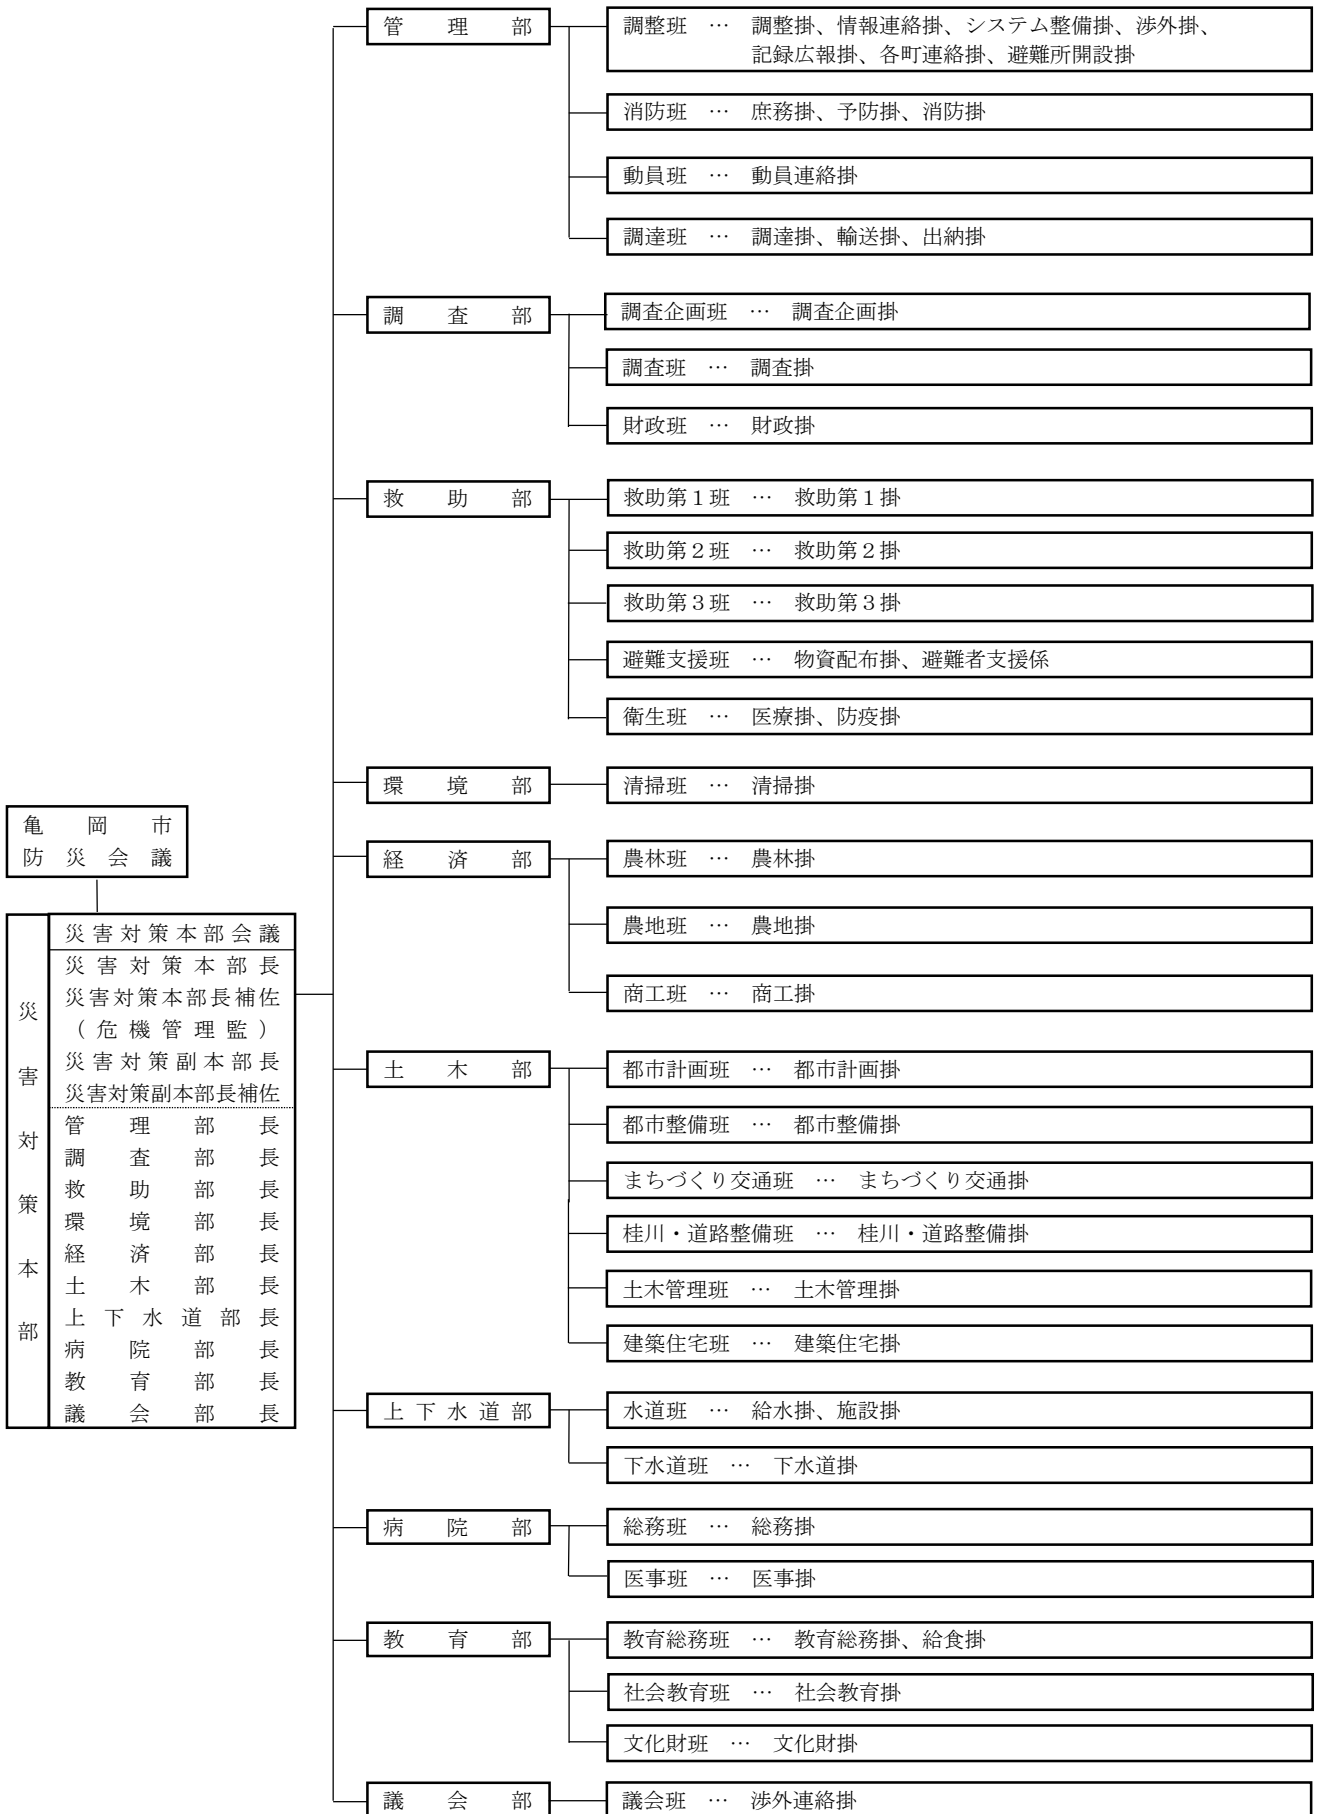 亀岡市
防災会議
災害対策本部
災害対策本部会議
災害対策本部長
災害対策本部長補佐
（危機管理監）
災害対策副本部長
災害対策副本部長補佐
管理部長
調査部長
救助部長
環境部長
経済部長
土木部長
上下水道部長
病院部長
教育部長
議会部長
管理部
調整班 … 調整掛、情報連絡掛、システム整備掛、渉外掛、
記録広報掛、各町連絡掛、避難所開設掛
消防班 … 庶務掛、予防掛、消防掛
動員班 … 動員連絡掛
調達班 … 調達掛、輸送掛、出納掛
調査部
調査企画班 … 調査企画掛
調査班 … 調査掛
財政班 … 財政掛
救助部
救助第１班 … 救助第１掛
救助第２班 … 救助第２掛
救助第３班 … 救助第３掛
避難支援班 … 物資配布掛、避難者支援係
衛生班 … 医療掛、防疫掛
環境部
清掃班 … 清掃掛
経済部
農林班 … 農林掛
農地班 … 農地掛
商工班 … 商工掛
土木部
都市計画班 … 都市計画掛
都市整備班 … 都市整備掛
まちづくり交通班 … まちづくり交通掛
桂川・道路整備班 … 桂川・道路整備掛
土木管理班 … 土木管理掛
建築住宅班 … 建築住宅掛
上下水道部
水道班 … 給水掛、施設掛
下水道班 … 下水道掛
病院部
総務班 … 総務掛
医事班 … 医事掛
教育部
教育総務班 … 教育総務掛、給食掛
社会教育班 … 社会教育掛
文化財班 … 文化財掛
議会部
議会班 … 渉外連絡掛